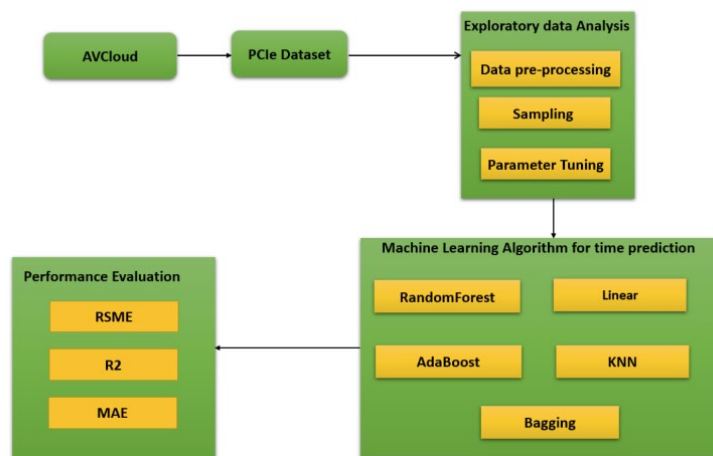 AVCloud
PCIe Dataset
Exploratory data Analysis
Data pre-processing
Sampling
Parameter Tuning
Machine Learning Algorithm for time prediction
RandomForest
Linear
AdaBoost
KNN
Bagging
Performance Evaluation
RSME
R2
MAE